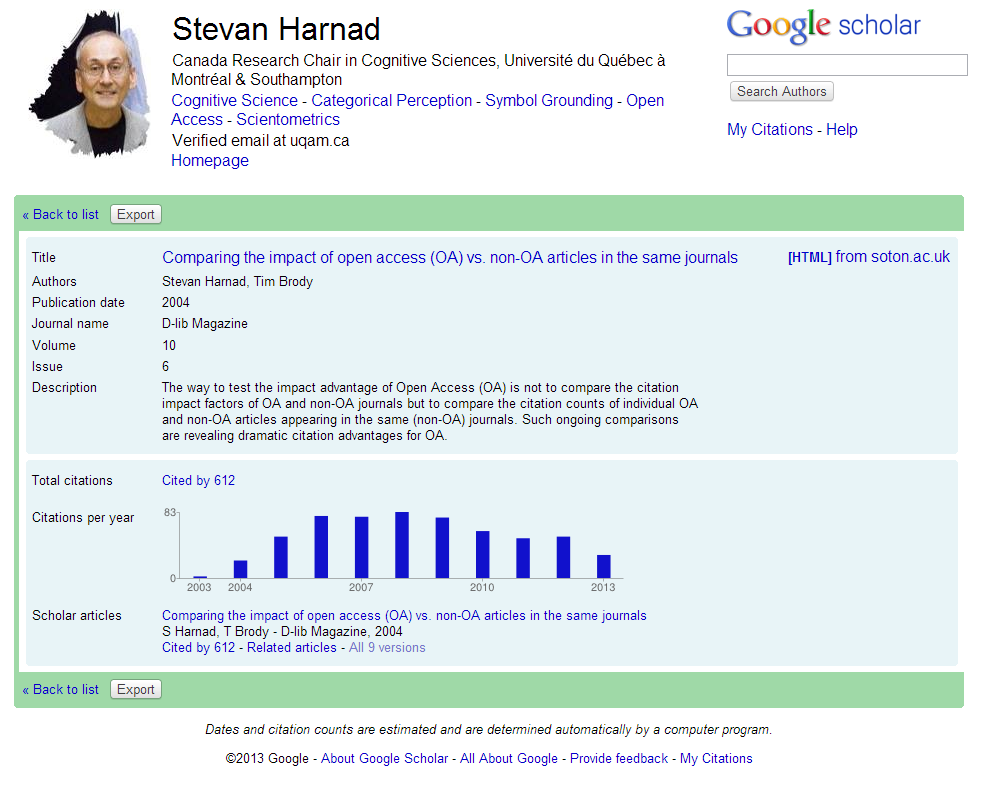 Stevan Harnad
Canada Research Chair in Cognitive Sciences, Université du Québec à
Montréal & Southampton
Cognitive Science - Categorical Perception - Symbol Grounding - Open
Access - Scientometrics
Verified email at uqam.ca
Homepage
Google scholar
Search Authors
My Citations - Help
« Back to list Export
Title Comparing the impact of open access (OA) vs. non-OA articles in the same journals [HTML] from soton.ac.uk
Authors Stevan Harnad, Tim Brody
Publication date 2004
Journal name D-lib Magazine
Volume 10
Issue 6
Description The way to test the impact advantage of Open Access (OA) is not to compare the citation
impact factors of OA and non-OA journals but to compare the citation counts of individual OA
and non-OA articles appearing in the same (non-OA) journals. Such ongoing comparisons
are revealing dramatic citation advantages for OA.
Total citations Cited by 612
Citations per year 83
0
2003 2004 2007 2010 2013
Scholar articles Comparing the impact of open access (OA) vs. non-OA articles in the same journals
S Harnad, T Brody - D-lib Magazine, 2004
Cited by 612 - Related articles - All 9 versions
« Back to list Export
Dates and citation counts are estimated and are determined automatically by a computer program.
©2013 Google - About Google Scholar - All About Google - Provide feedback - My Citations